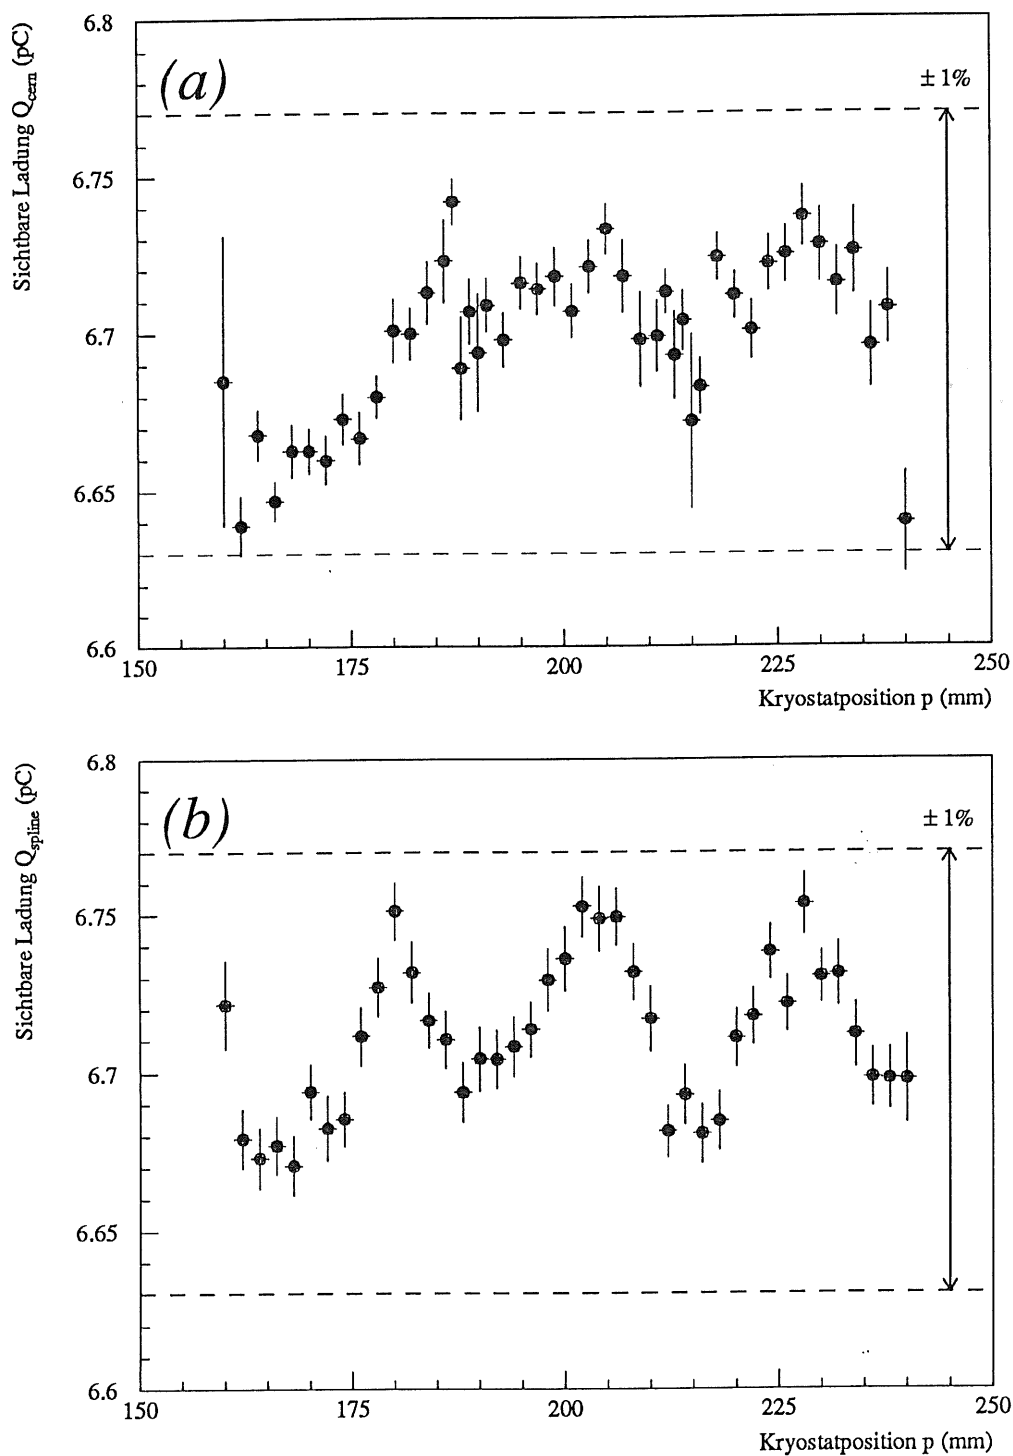 6.8
(a)
± 1%
Sichtbare Ladung Q_cern (pC)
6.75
6.7
6.65
6.6
150 175 200 225 250
Kryostatposition p (mm)
6.8
(b)
± 1%
Sichtbare Ladung Q_spline (pC)
6.75
6.7
6.65
6.6
150 175 200 225 250
Kryostatposition p (mm)